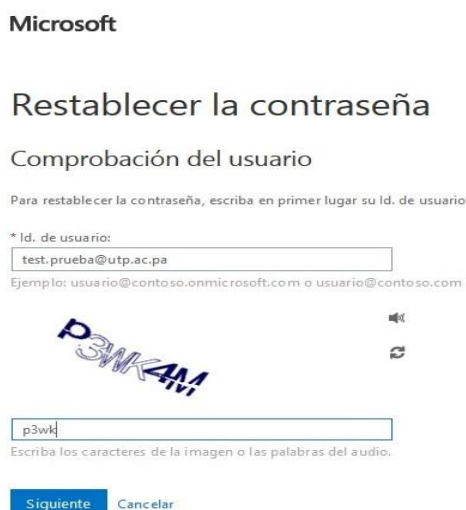 Microsoft
Restablecer la contraseña
Comprobación del usuario
Para restablecer la contraseña, escriba en primer lugar su Id. de usuario
* Id. de usuario:
test.prueba@utp.ac.pa
Ejemplo: usuario@contoso.onmicrosoft.com o usuario@contoso.com
P3WK4M
p3wk
Escriba los caracteres de la imagen o las palabras del audio.
Siguiente Cancelar